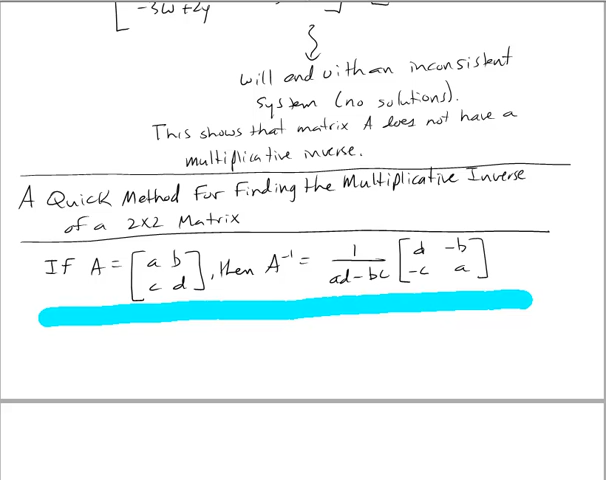 -3w + 2y
will end with an inconsistent
system (no solutions).
This shows that matrix A does not have a
multiplicative inverse.
A Quick Method for Finding the Multiplicative Inverse
of a 2x2 Matrix
If A = [a b; c d], then A⁻¹ = 1/(ad-bc) [d -b; -c a]